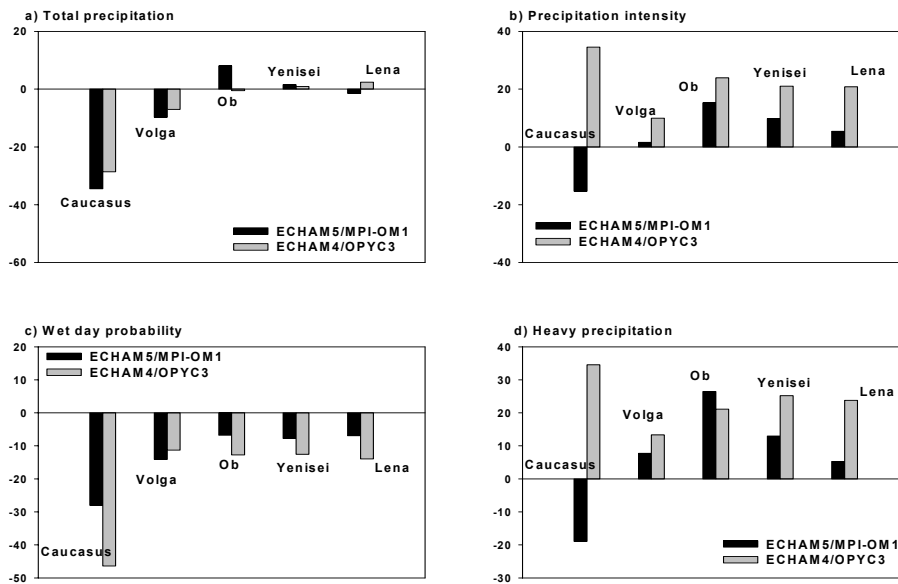 a) Total precipitation
20
0
-20
-40
-60
Caucasus
Volga
Ob
Yenisei
Lena
ECHAM5/MPI-OM1
ECHAM4/OPYC3
b) Precipitation intensity
40
20
0
-20
-40
Caucasus
Volga
Ob
Yenisei
Lena
ECHAM5/MPI-OM1
ECHAM4/OPYC3
c) Wet day probability
20
10
0
-10
-20
-30
-40
-50
ECHAM5/MPI-OM1
ECHAM4/OPYC3
Caucasus
Volga
Ob
Yenisei
Lena
d) Heavy precipitation
40
30
20
10
0
-10
-20
-30
Caucasus
Volga
Ob
Yenisei
Lena
ECHAM5/MPI-OM1
ECHAM4/OPYC3